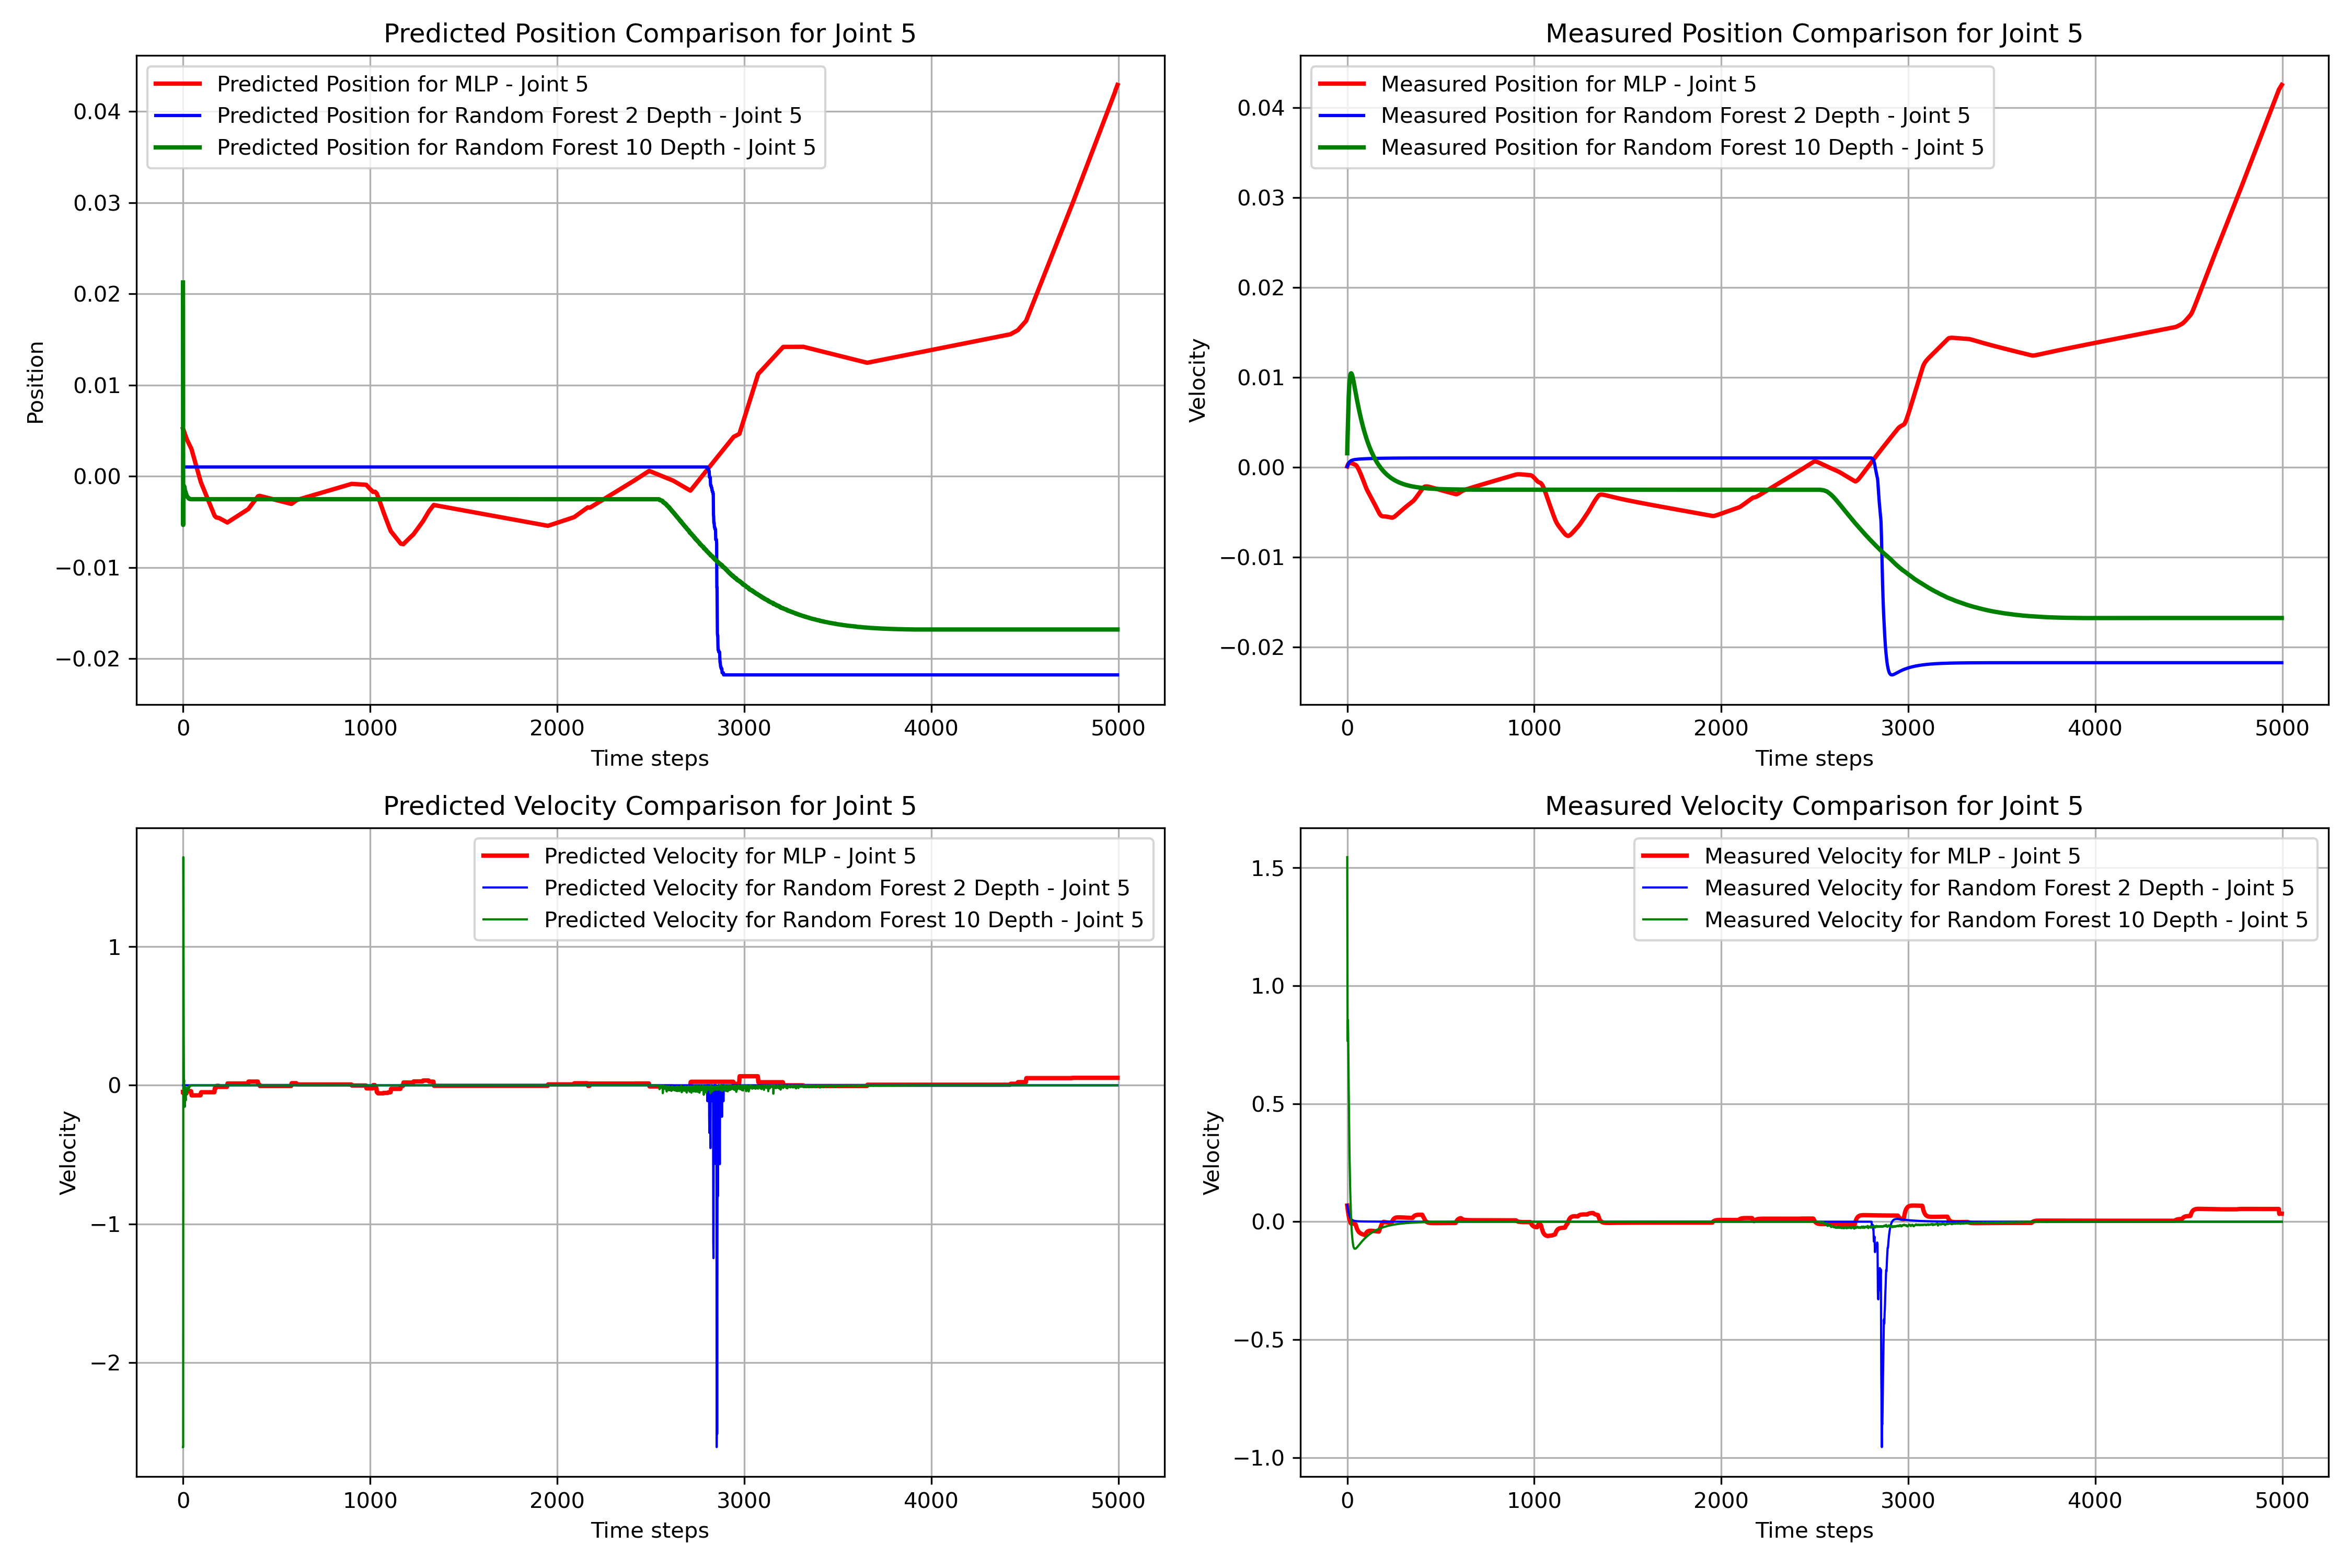 Predicted Position Comparison for Joint 5
Predicted Position for MLP - Joint 5
Predicted Position for Random Forest 2 Depth - Joint 5
Predicted Position for Random Forest 10 Depth - Joint 5
Position
0.04
0.03
0.02
0.01
0.00
−0.01
−0.02
0 1000 2000 3000 4000 5000
Time steps
Measured Position Comparison for Joint 5
Measured Position for MLP - Joint 5
Measured Position for Random Forest 2 Depth - Joint 5
Measured Position for Random Forest 10 Depth - Joint 5
Velocity
0.04
0.03
0.02
0.01
0.00
−0.01
−0.02
0 1000 2000 3000 4000 5000
Time steps
Predicted Velocity Comparison for Joint 5
Predicted Velocity for MLP - Joint 5
Predicted Velocity for Random Forest 2 Depth - Joint 5
Predicted Velocity for Random Forest 10 Depth - Joint 5
Velocity
1
0
−1
−2
0 1000 2000 3000 4000 5000
Time steps
Measured Velocity Comparison for Joint 5
Measured Velocity for MLP - Joint 5
Measured Velocity for Random Forest 2 Depth - Joint 5
Measured Velocity for Random Forest 10 Depth - Joint 5
Velocity
1.5
1.0
0.5
0.0
−0.5
−1.0
0 1000 2000 3000 4000 5000
Time steps